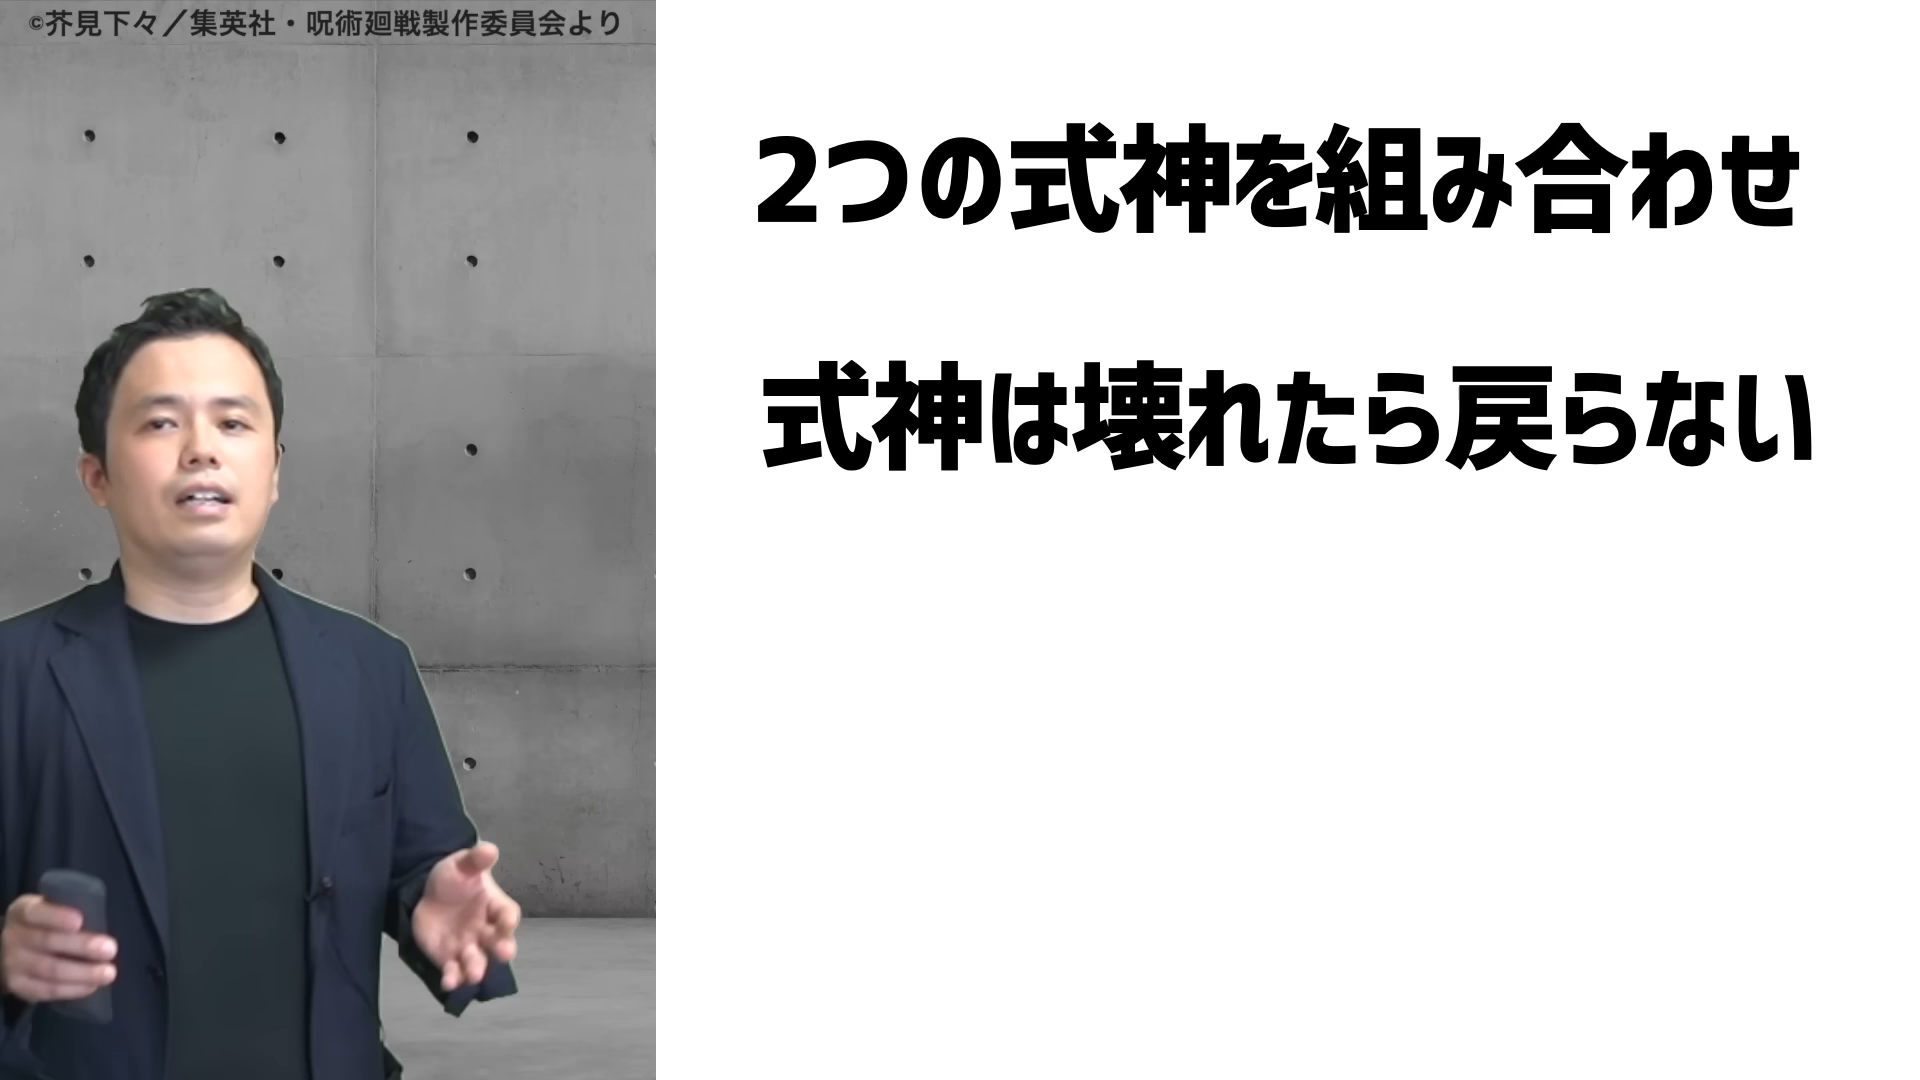 ©芥見下々／集英社・呪術廻戦製作委員会より
2つの式神を組み合わせ
式神は壊れたら戻らない